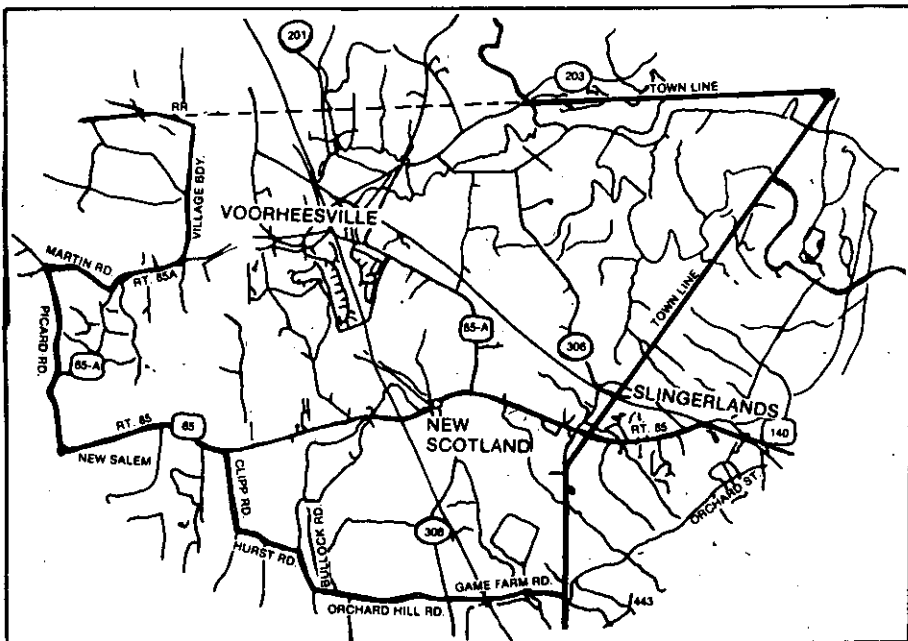 201
203
TOWN LINE
RR
VILLAGE BDY.
VOORHEESVILLE
MARTIN RD.
RT. 85A
TOWN LINE
PICARD RD.
85-A
85-A
306
SLINGERLANDS
RT. 85
85
NEW
SCOTLAND
RT. 85
140
NEW SALEM
CLIPP RD.
ORCHARD ST.
BULLOCK RD.
308
HURST RD.
GAME FARM RD.
ORCHARD HILL RD.
443